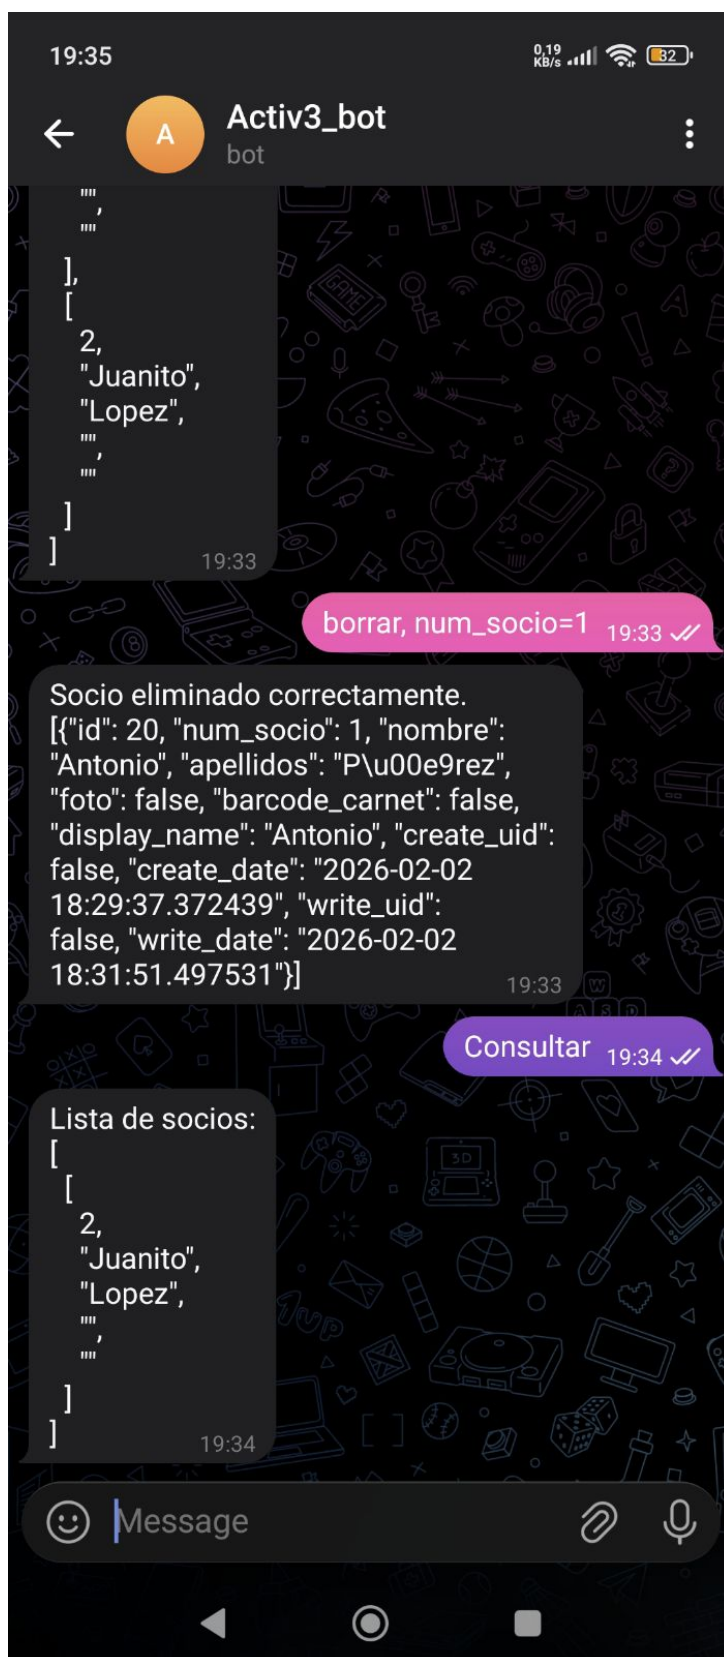 19:35
0,19
KB/s
32
A
Activ3_bot
bot
"",
""
],
[
2,
"Juanito",
"Lopez",
"",
""
]
]
19:33
borrar, num_socio=1 19:33
Socio eliminado correctamente.
[{"id": 20, "num_socio": 1, "nombre":
"Antonio", "apellidos": "P\u00e9rez",
"foto": false, "barcode_carnet": false,
"display_name": "Antonio", "create_uid":
false, "create_date": "2026-02-02
18:29:37.372439", "write_uid":
false, "write_date": "2026-02-02
18:31:51.497531"}]
19:33
Consultar 19:34
Lista de socios:
[
[
2,
"Juanito",
"Lopez",
"",
""
]
]
19:34
Message
GAME
W
A S D
3D
1UP